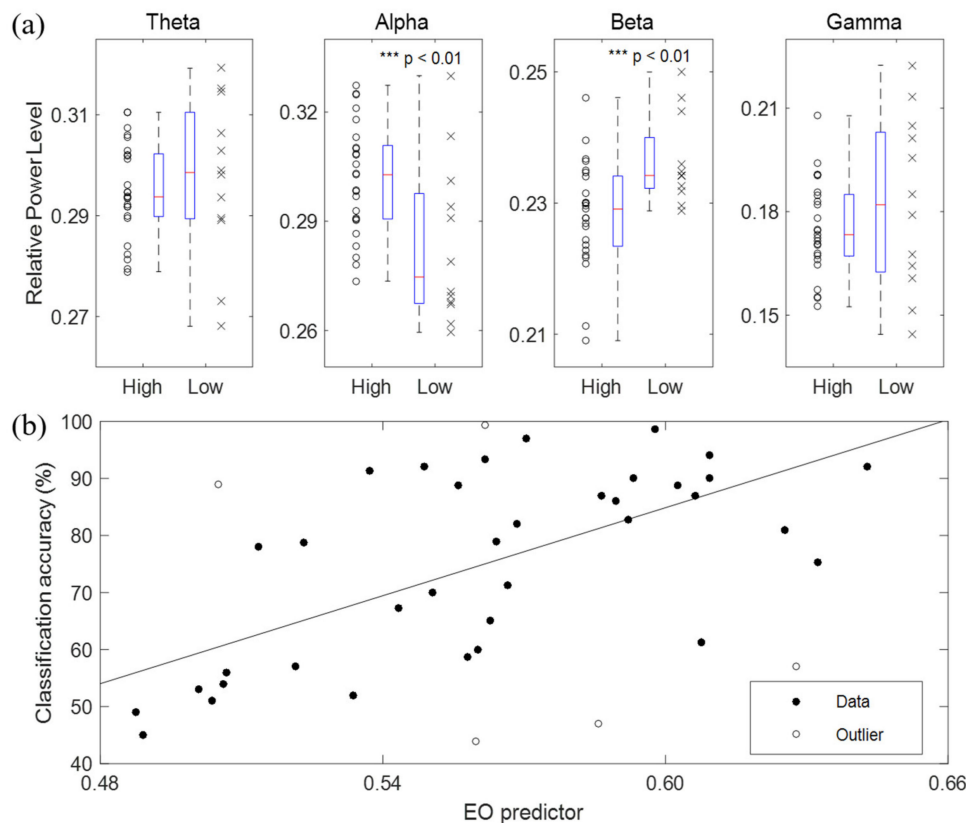 (a)
Theta Alpha Beta Gamma
*** p < 0.01 *** p < 0.01
Relative Power Level
0.31
0.29
0.27
0.32
0.29
0.26
0.25
0.23
0.21
0.21
0.18
0.15
High Low High Low High Low High Low
(b)
Classification accuracy (%)
100
90
80
70
60
50
40
Data
Outlier
0.48 0.54 0.60 0.66
EO predictor